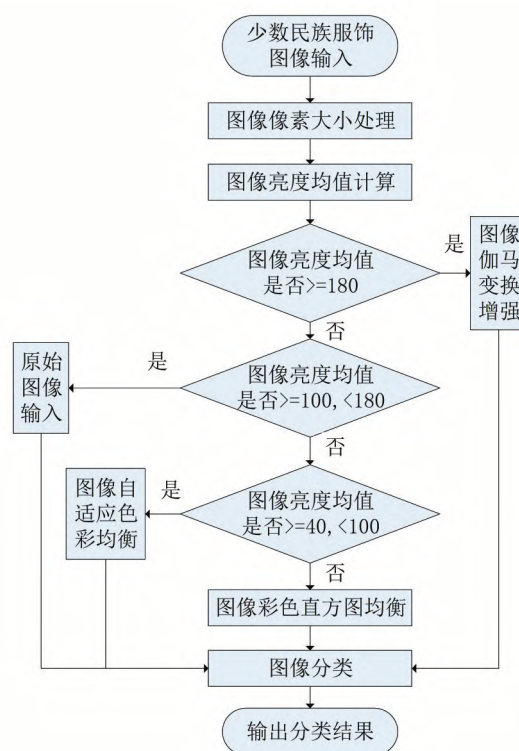 少数民族服饰
图像输入
图像像素大小处理
图像亮度均值计算
图像亮度均值
是否>=180
是
图像
伽马
变换
增强
否
原始
图像
输入
是
图像亮度均值
是否>=100,<180
否
图像自
适应色
彩均衡
是
图像亮度均值
是否>=40,<100
否
图像彩色直方图均衡
图像分类
输出分类结果